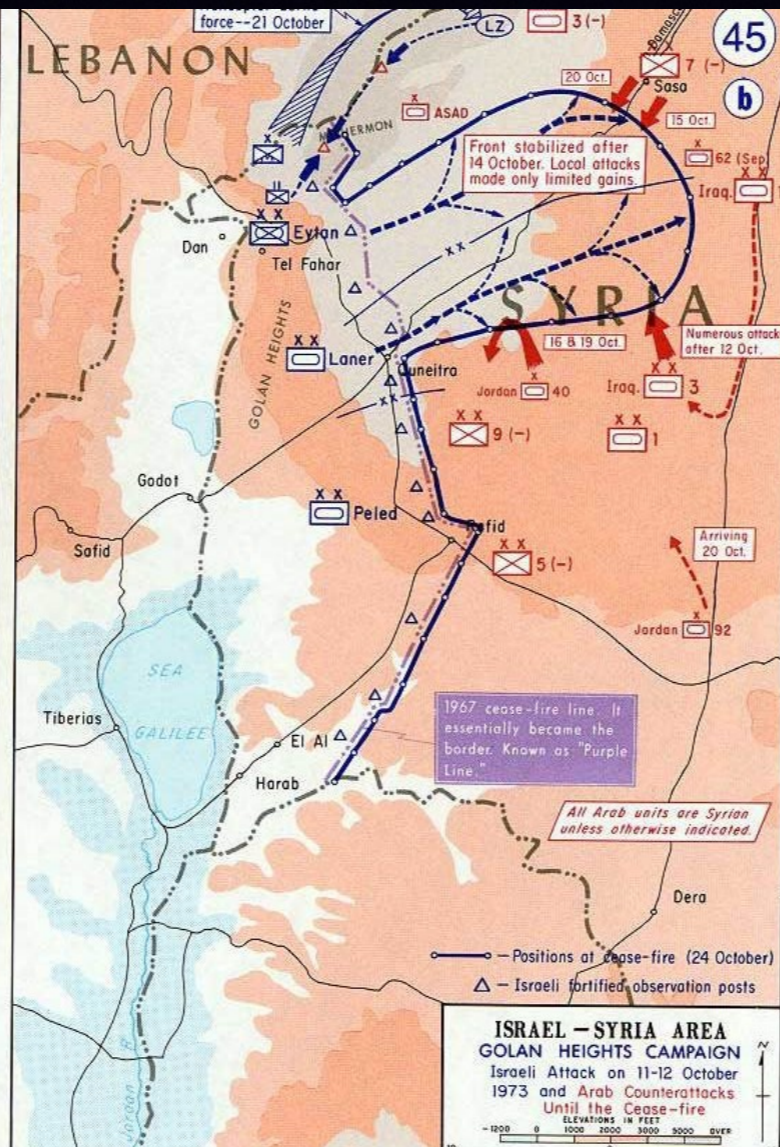 force--21 October
LZ
3 (-)
45
b
LEBANON
7 (-)
20 Oct.
Sasa
15 Oct.
ASAD
HERMON
Front stabilized after
14 October. Local attacks
made only limited gains.
62 (Sep)
Iraq.
Eytan
Dan
Tel Fahar
SYRIA
GOLAN HEIGHTS
Laner
Quneitra
16 & 19 Oct.
Numerous attack
after 12 Oct.
Jordan 40
Iraq. 3
9 (-)
1
Godot
Peled
Safid
Rafid
5 (-)
Arriving
20 Oct.
Jordan 92
SEA
GALILEE
Tiberias
El Al
Harab
1967 cease-fire line. It
essentially became the
border. Known as "Purple
Line."
All Arab units are Syrian
unless otherwise indicated.
Dera
— Positions at cease-fire (24 October)
— Israeli fortified observation posts
Jordan R.
ISRAEL — SYRIA AREA
GOLAN HEIGHTS CAMPAIGN
Israeli Attack on 11-12 October
1973 and Arab Counterattacks
Until the Cease-fire
ELEVATIONS IN FEET
-1200 0 1000 2000 3000 5000 OVER
N